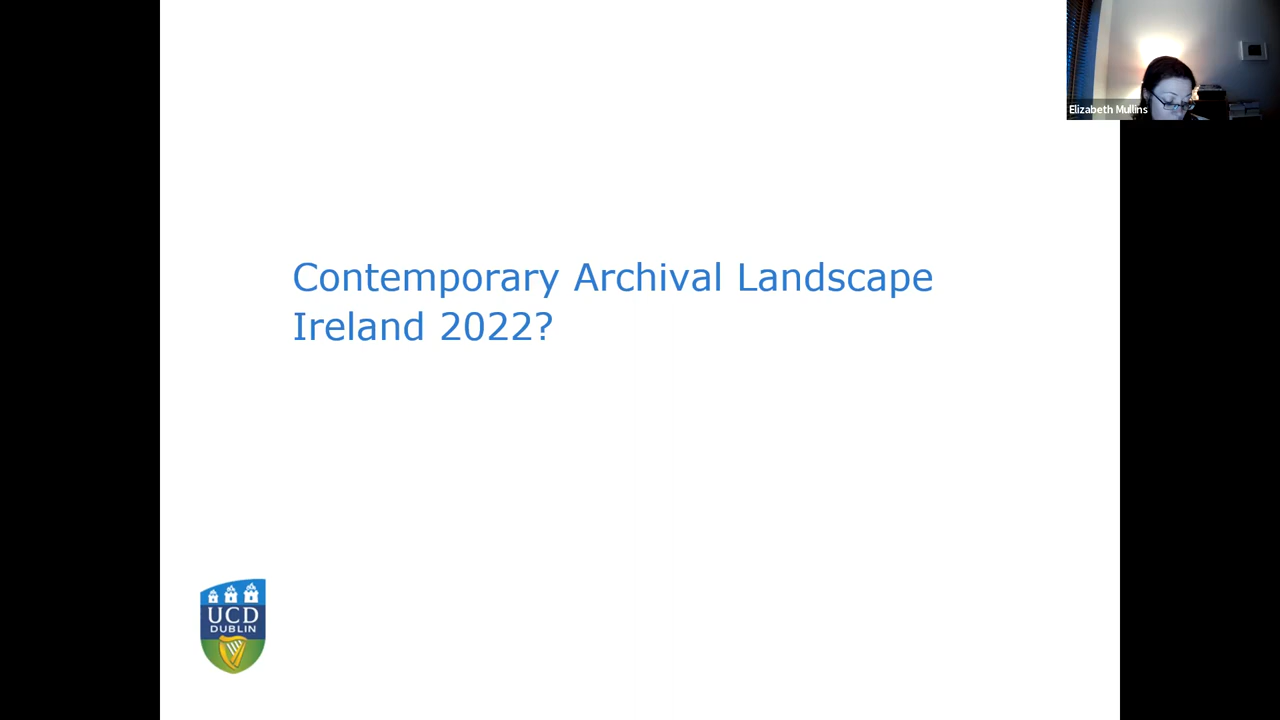 Elizabeth Mullins
Contemporary Archival Landscape
Ireland 2022?
UCD
DUBLIN